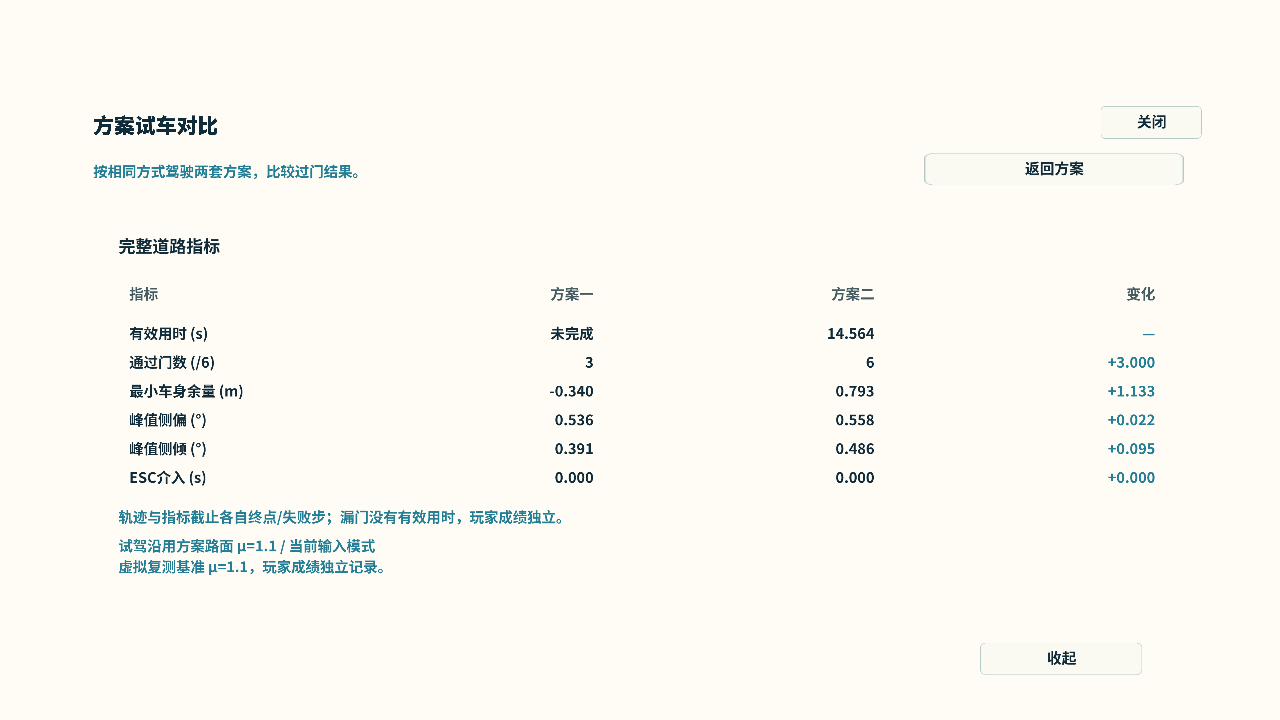 方案试车对比
关闭
按相同方式驾驶两套方案，比较过门结果。
返回方案
完整道路指标
指标 方案一 方案二 变化
有效用时 (s) 未完成 14.564 —
通过门数 (/6) 3 6 +3.000
最小车身余量 (m) -0.340 0.793 +1.133
峰值侧偏 (°) 0.536 0.558 +0.022
峰值侧倾 (°) 0.391 0.486 +0.095
ESC介入 (s) 0.000 0.000 +0.000
轨迹与指标截止各自终点/失败步；漏门没有有效用时，玩家成绩独立。
试驾沿用方案路面 μ=1.1 / 当前输入模式
虚拟复测基准 μ=1.1，玩家成绩独立记录。
收起